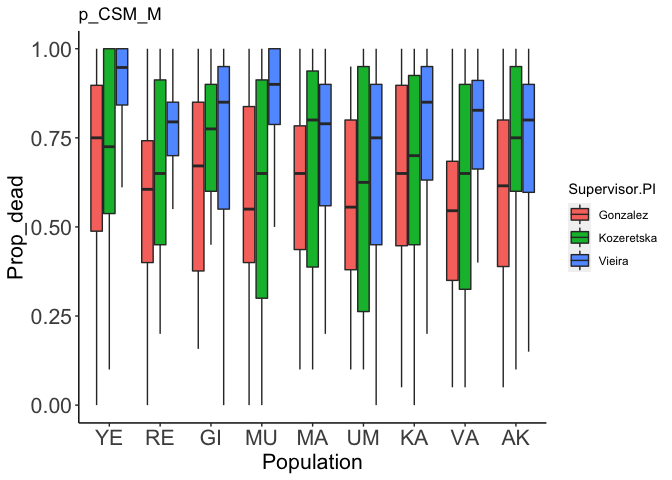 p_CSM_M
Prop_dead
1.00
0.75
0.50
0.25
0.00
YE RE GI MU MA UM KA VA AK
Population
Supervisor.PI
Gonzalez
Kozeretska
Vieira